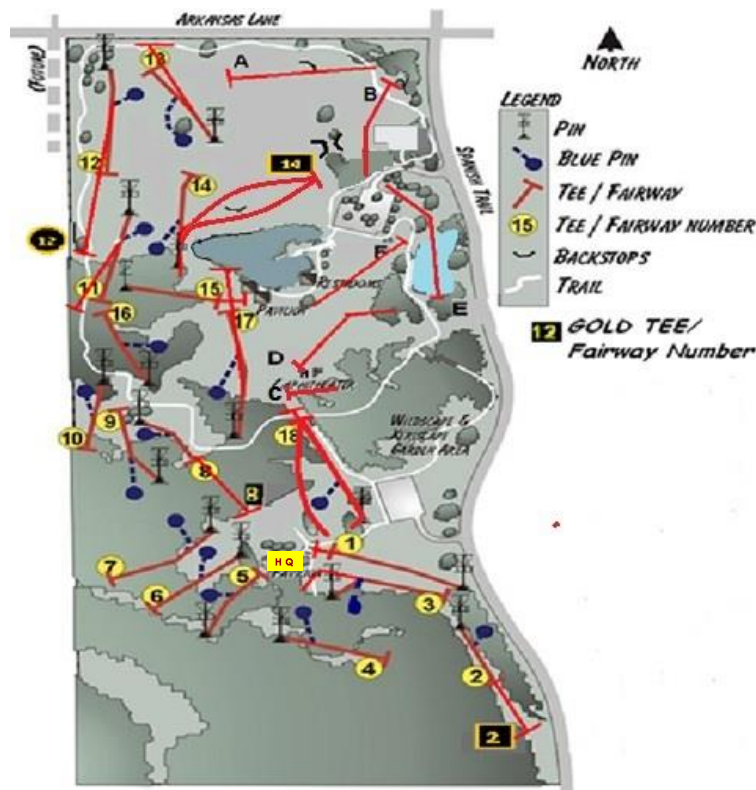 ARKANSAS LANE
(FUTURE)
NORTH
LEGEND
PIN
BLUE PIN
TEE / FAIRWAY
15
TEE / FAIRWAY NUMBER
BACKSTOPS
TRAIL
12
GOLD TEE/
Fairway Number
SPANISH TRAIL
13
A
B
12
14
14
12
F
11
15
RESTROOMS
16
17
PAVILION
E
D
AMPHITHEATER
C
WILDSCAPE &
XERISCAPE
GARDEN AREA
9
18
10
8
8
1
7
HQ
5
6
3
4
2
2